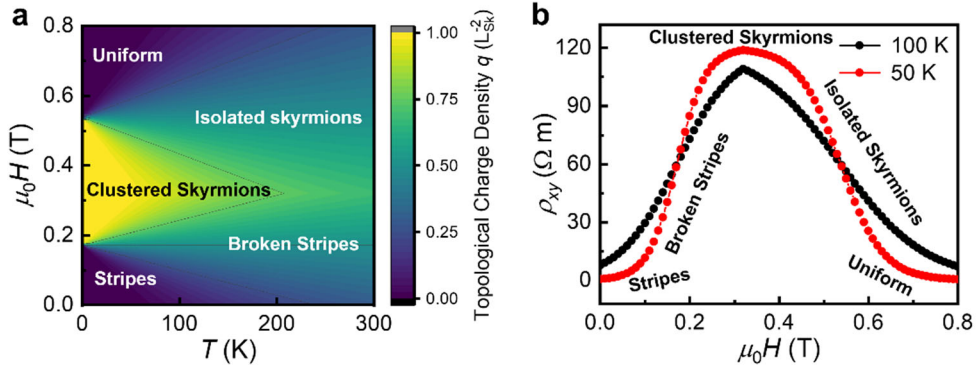 a
0.8
0.6
0.4
0.2
0.0
μ₀H (T)
Uniform
Isolated skyrmions
Clustered Skyrmions
Broken Stripes
Stripes
0
100
200
300
T (K)
1.00
0.75
0.50
0.25
0.00
Topological Charge Density q (L_Sk^-2)
b
120
90
60
30
0
ρxy (Ω m)
Clustered Skyrmions
100 K
50 K
Isolated Skyrmions
Broken Stripes
Stripes
Uniform
0.0
0.2
0.4
0.6
0.8
μ₀H (T)